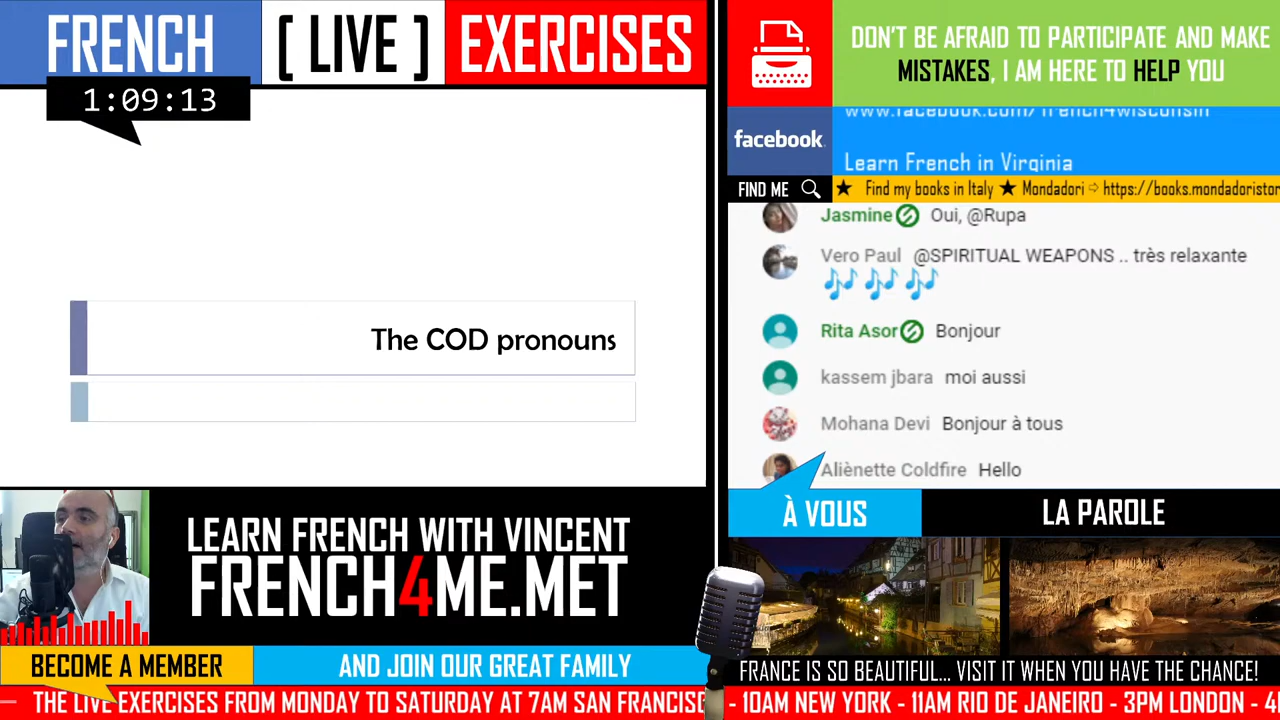 FRENCH [ LIVE ] EXERCISES
1:09:13
The COD pronouns
LEARN FRENCH WITH VINCENT
FRENCH4ME.MET
BECOME A MEMBER AND JOIN OUR GREAT FAMILY
THE LIVE EXERCISES FROM MONDAY TO SATURDAY AT 7AM SAN FRANCISC - 10AM NEW YORK - 11AM RIO DE JANEIRO - 3PM LONDON - 4
DON'T BE AFRAID TO PARTICIPATE AND MAKE
MISTAKES, I AM HERE TO HELP YOU
facebook.
www.facebook.com/french4wisconsin
Learn French in Virginia
FIND ME ★ Find my books in Italy ★ Mondadori ⇨ https://books.mondadoristor
Jasmine Oui, @Rupa
Vero Paul @SPIRITUAL WEAPONS .. très relaxante
🎶 🎶 🎶
Rita Asor Bonjour
kassem jbara moi aussi
Mohana Devi Bonjour à tous
Aliènette Coldfire Hello
À VOUS LA PAROLE
FRANCE IS SO BEAUTIFUL... VISIT IT WHEN YOU HAVE THE CHANCE!